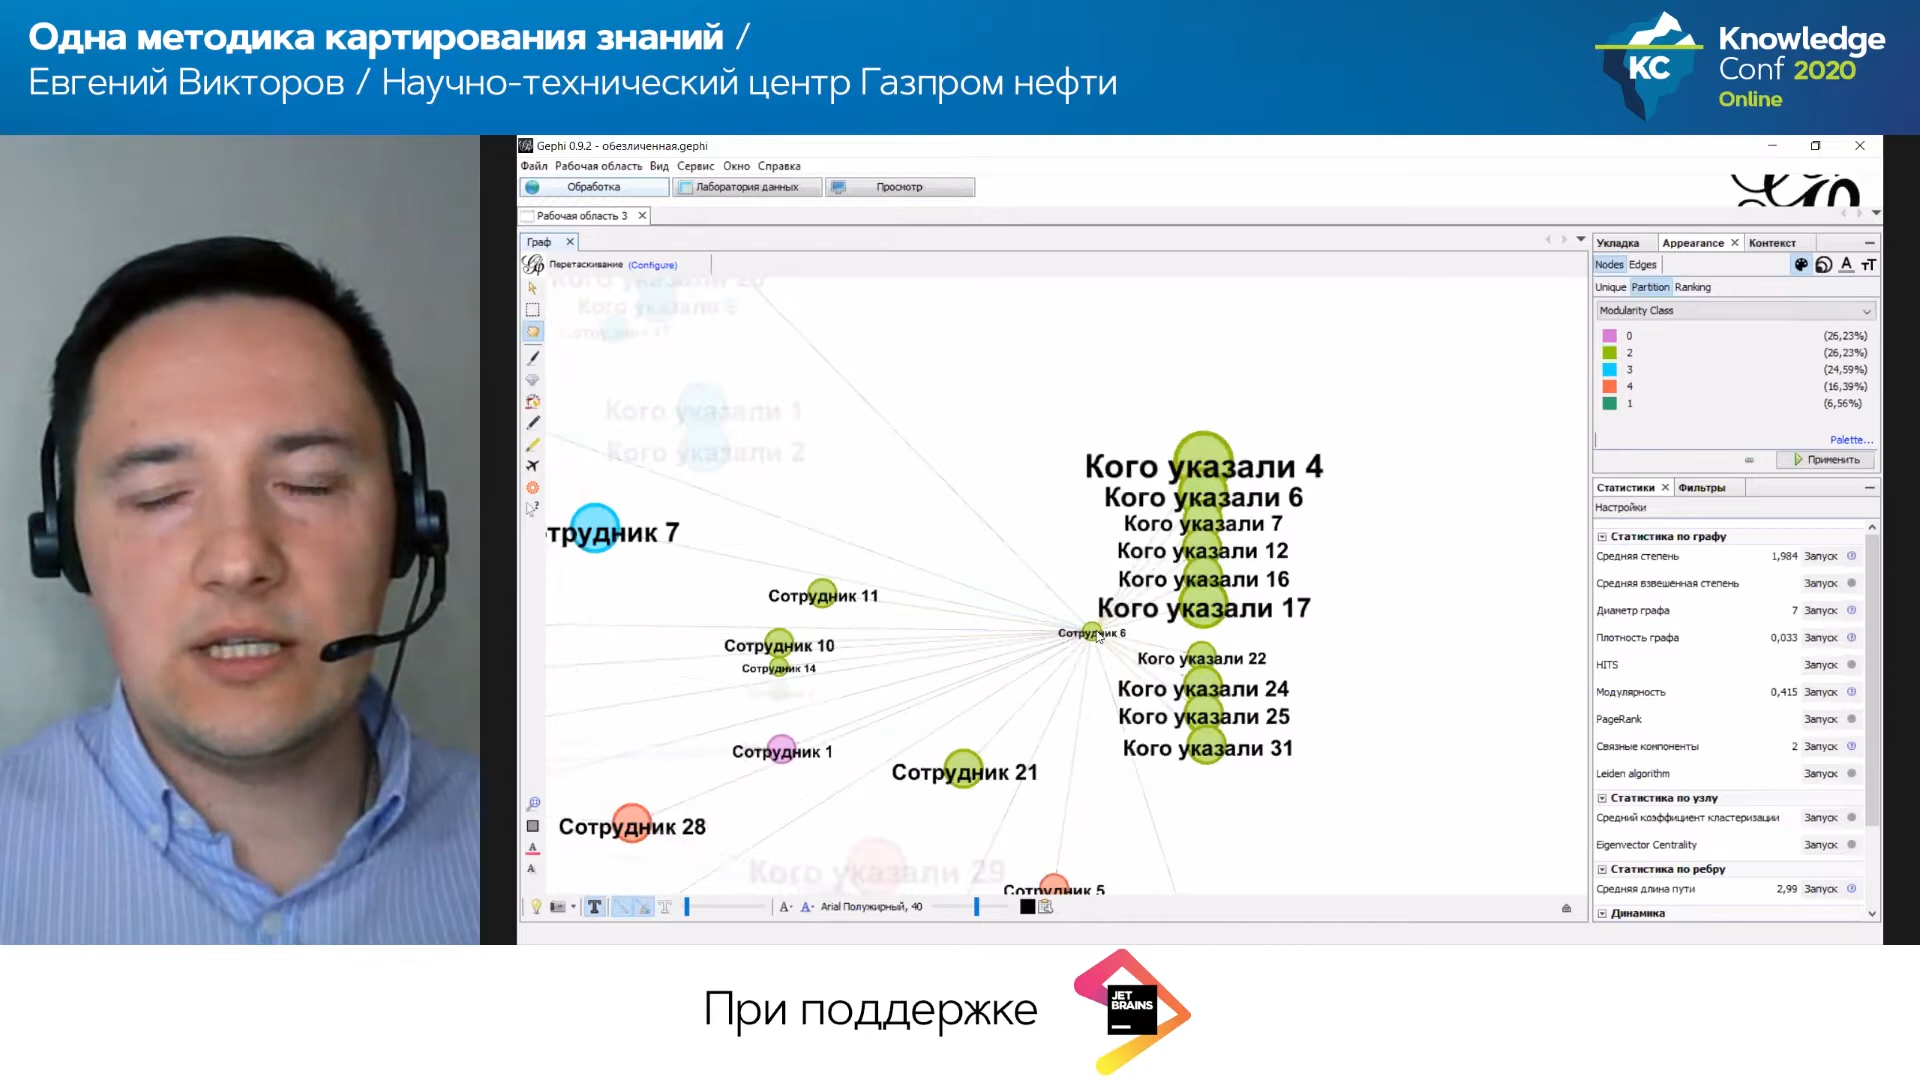 Одна методика картирования знаний /
Евгений Викторов / Научно-технический центр Газпром нефти
КС
Knowledge
Conf 2020
Online
Gephi 0.9.2 - обезличенная.gephi
Файл Рабочая область Вид Сервис Окно Справка
Обработка Лаборатория данных Просмотр
Рабочая область 3
Граф
Перетаскивание (Configure)
Кого указали 1
Кого указали 2
Кого указали 4
Кого указали 6
Кого указали 7
Кого указали 12
Кого указали 16
Кого указали 17
трудник 7
Сотрудник 11
Сотрудник 6
Сотрудник 10
Сотрудник 14
Кого указали 22
Кого указали 24
Кого указали 25
Кого указали 31
Сотрудник 1
Сотрудник 21
Сотрудник 28
Кого указали 29
Сотрудник 5
Arial Полужирный, 40
Укладка Appearance Контекст
Nodes Edges
Unique Partition Ranking
Modularity Class
0 (26,23%)
2 (26,23%)
3 (24,59%)
4 (16,39%)
1 (6,56%)
Palette...
Применить
Статистики Фильтры
Настройки
Статистика по графу
Средняя степень 1,984 Запуск
Средняя взвешенная степень Запуск
Диаметр графа 7 Запуск
Плотность графа 0,033 Запуск
HITS Запуск
Модулярность 0,415 Запуск
PageRank Запуск
Связные компоненты 2 Запуск
Leiden algorithm Запуск
Статистика по узлу
Средний коэффициент кластеризации Запуск
Eigenvector Centrality Запуск
Статистика по ребру
Средняя длина пути 2,99 Запуск
Динамика
При поддержке
JET
BRAINS